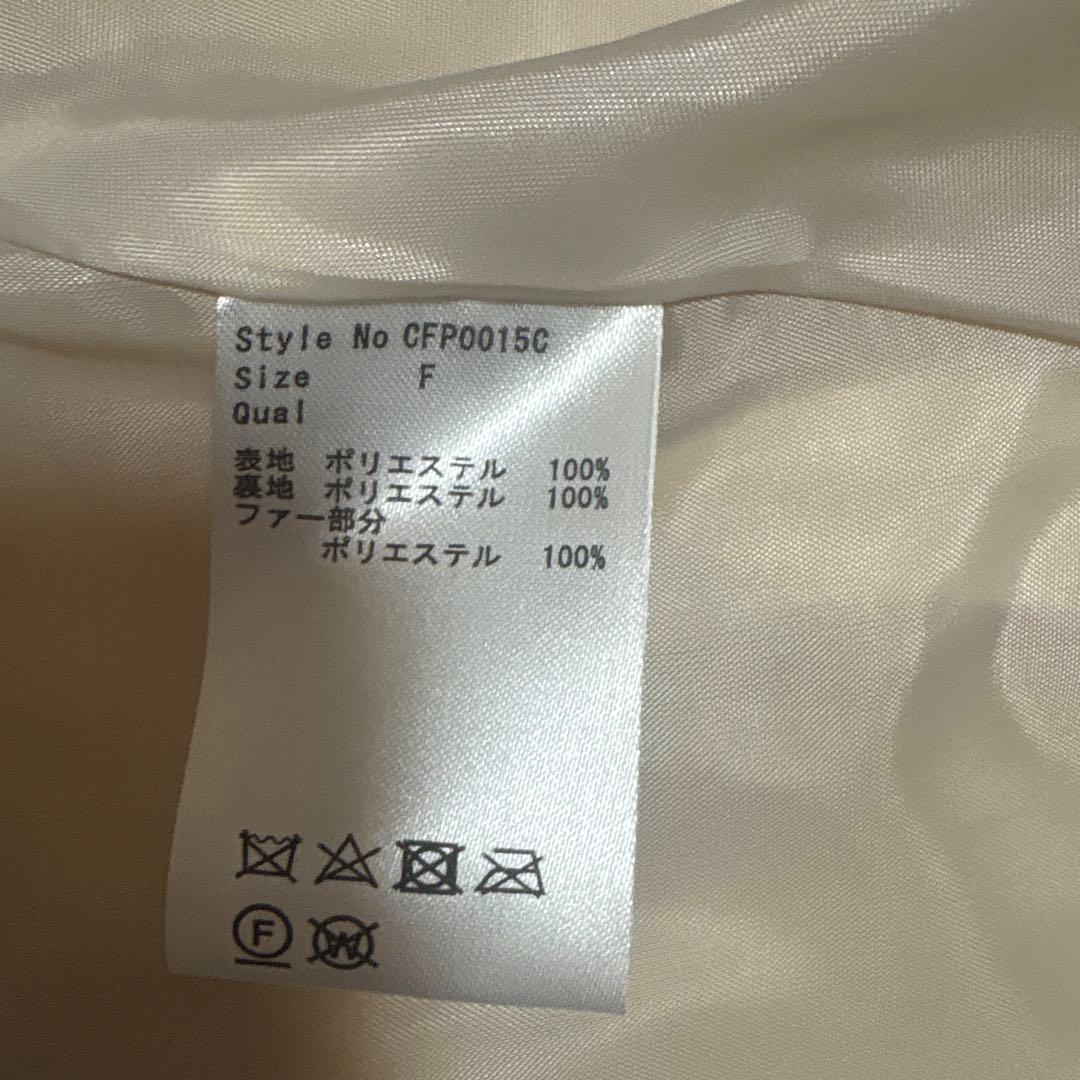 Style No CFP0015C
Size F
Qual
表地 ポリエステル 100%
裏地 ポリエステル 100%
ファー部分
ポリエステル 100%
F W